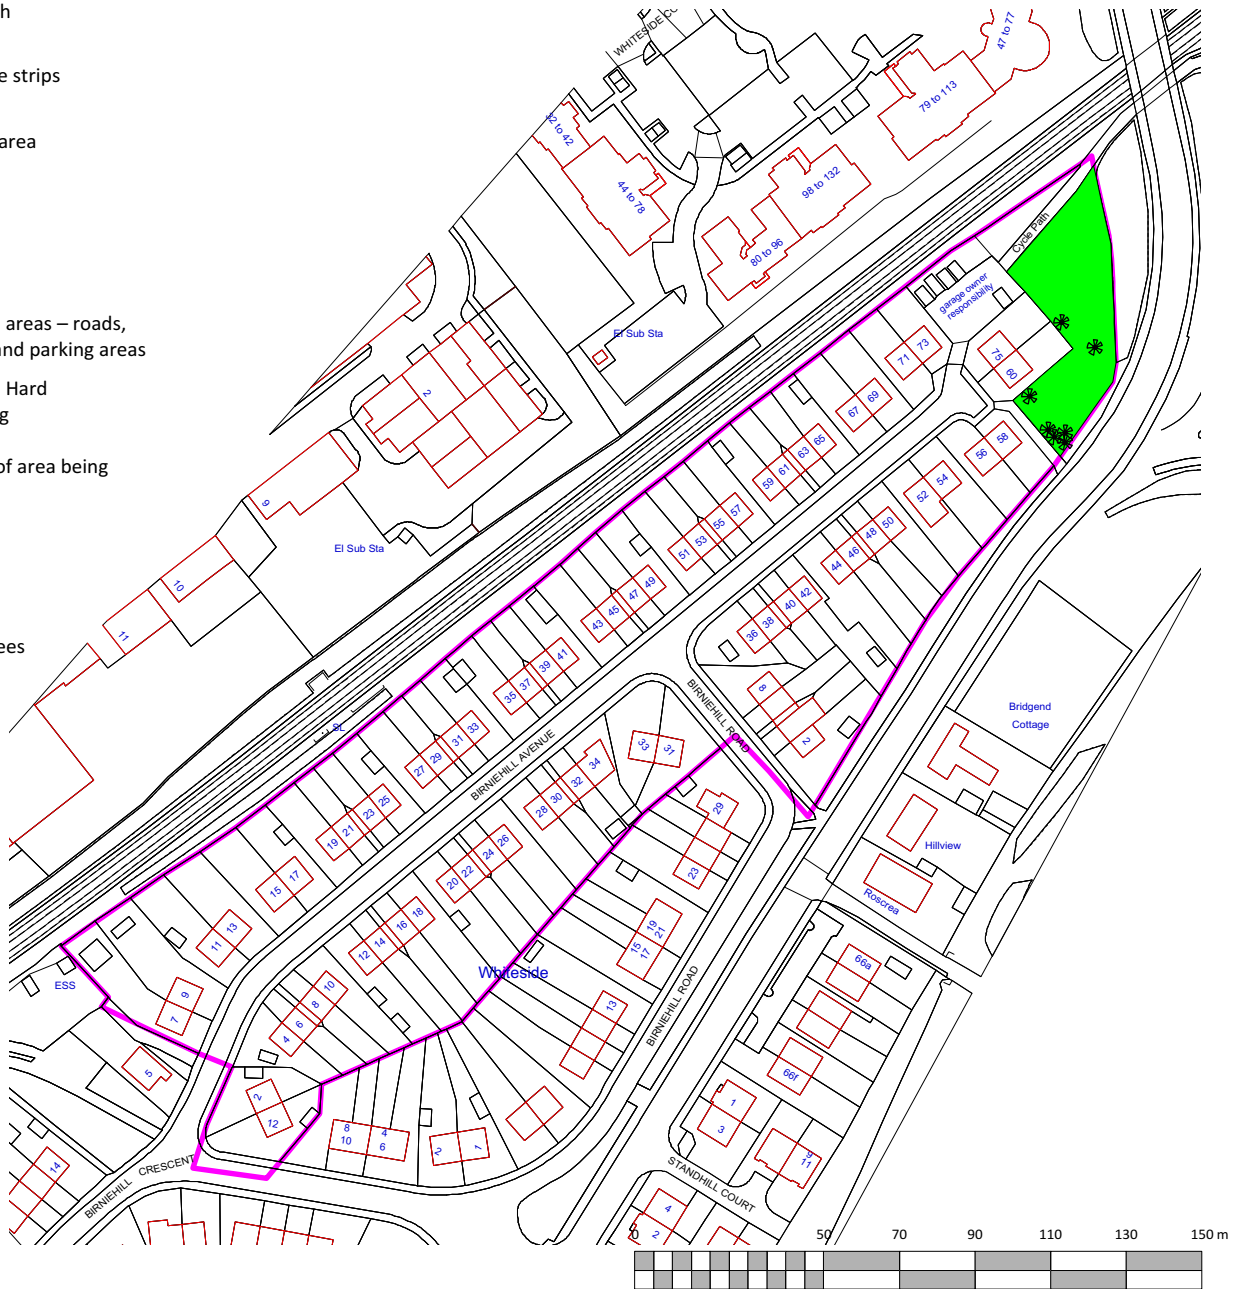 h
e strips
area
areas – roads,
and parking areas
Hard
g
of area being
ees
WHITESIDE CO
47 to 77
79 to 113
32 to 42
44 to 78
98 to 132
80 to 96
Cycle Path
garage owner
responsibility
El Sub Sta
2
9
El Sub Sta
10
11
SL
71 73
75
60
67 69
59 61 63 65
56 58
52 54
51 53 55 57
44 46 48 50
43 45 47 49
36 38 40 42
35 37 39 41
8
2
BIRNIEHILL ROAD
33 31
27 29 31 33
BIRNIEHILL AVENUE
28 30 32 34
19 21 23 25
29
23
20 22 24 26
15 17
12 14 16 18
11 13
19
21
15
17
Whiteside
ESS
9
7
4 6 8 10
13
BIRNIEHILL ROAD
5
2
12
8
10
4
6
2 1
14
BIRNIEHILL CRESCENT
Bridgend
Cottage
Hillview
Roscrea
66a
66f
1
3
9
11
STANDHILL COURT
4
2
0 50 70 90 110 130 150 m